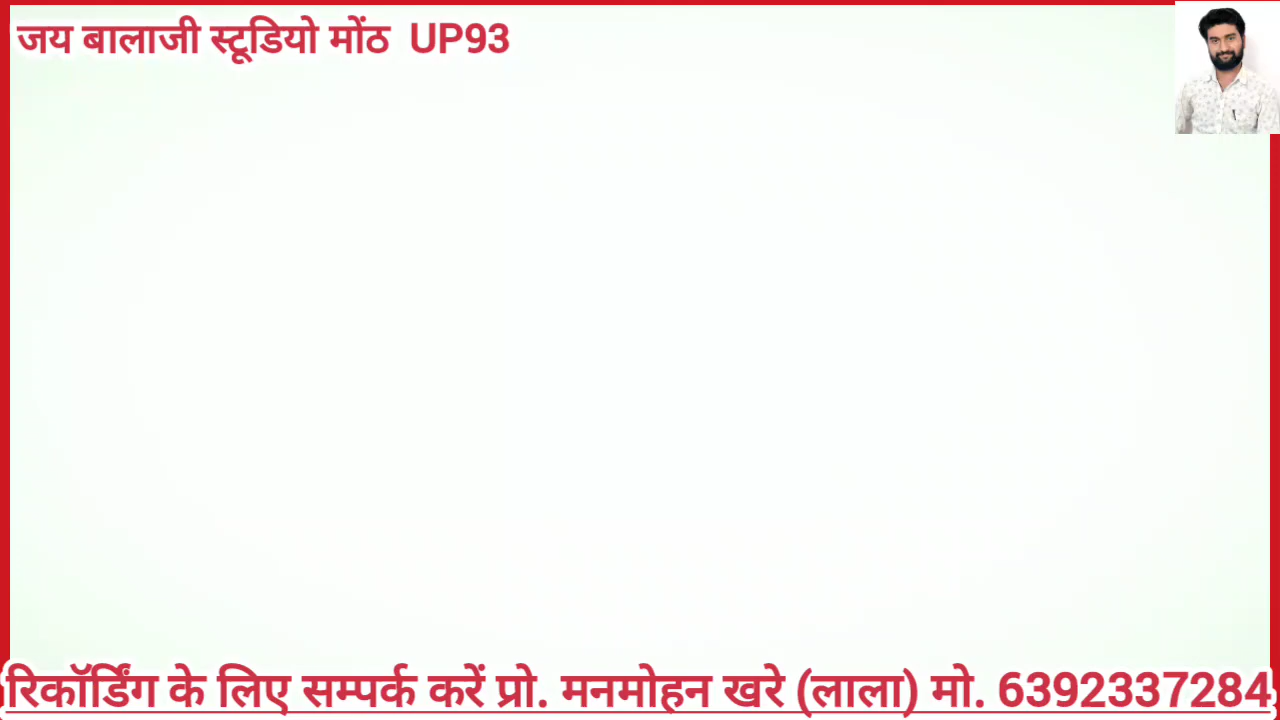 जय बालाजी स्टूडियो मोंठ UP93
रिकॉर्डिंग के लिए सम्पर्क करें प्रो. मनमोहन खरे (लाला) मो. 6392337284